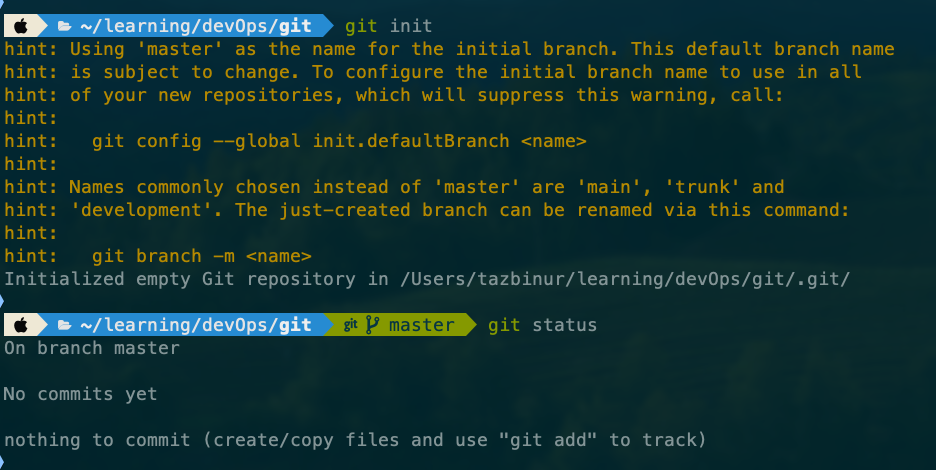 ~/learning/devOps/git git init
hint: Using 'master' as the name for the initial branch. This default branch name
hint: is subject to change. To configure the initial branch name to use in all
hint: of your new repositories, which will suppress this warning, call:
hint:
hint:   git config --global init.defaultBranch <name>
hint:
hint: Names commonly chosen instead of 'master' are 'main', 'trunk' and
hint: 'development'. The just-created branch can be renamed via this command:
hint:
hint:   git branch -m <name>
Initialized empty Git repository in /Users/tazbinur/learning/devOps/git/.git/
~/learning/devOps/git git master git status
On branch master
No commits yet
nothing to commit (create/copy files and use "git add" to track)